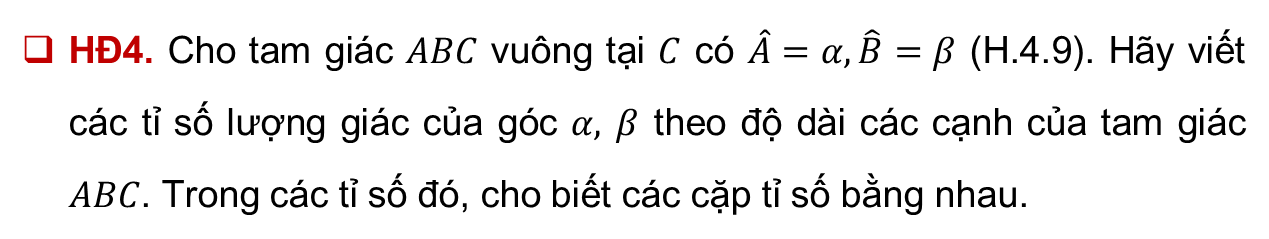 ❑ HĐ4. Cho tam giác ABC vuông tại C có Â = α, B̂ = β (H.4.9). Hãy viết
các tỉ số lượng giác của góc α, β theo độ dài các cạnh của tam giác
ABC. Trong các tỉ số đó, cho biết các cặp tỉ số bằng nhau.